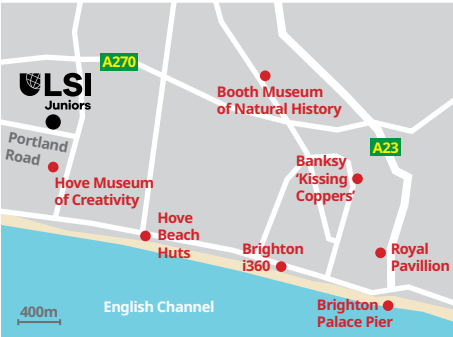 A270
ULSI
Juniors
Booth Museum
of Natural History
Portland
Road
A23
Banksy
‘Kissing
Coppers’
Hove Museum
of Creativity
Hove
Beach
Huts
Brighton
i360
Royal
Pavillion
English Channel
400m
Brighton
Palace Pier